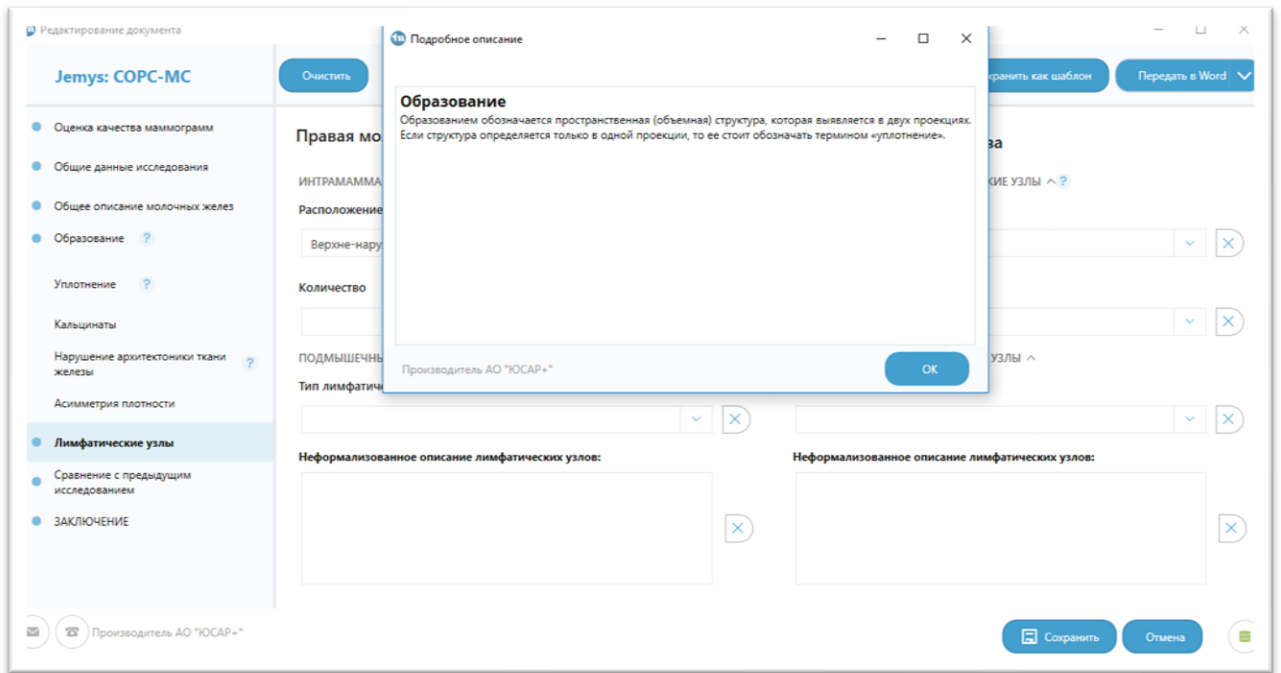 Редактирование документа
Jemys: СОРС-МС
Очистить
Подробное описание
хранить как шаблон
Передать в Word
Образование
Образованием обозначается пространственная (объемная) структура, которая выявляется в двух проекциях.
Если структура определяется только в одной проекции, то ее стоит обозначать термином «уплотнение».
Производитель АО "ЮСАР+"
ОК
Оценка качества маммограмм
Общие данные исследования
Общее описание молочных желез
Образование ?
Уплотнение ?
Кальцинаты
Нарушение архитектоники ткани
железы ?
Асимметрия плотности
Лимфатические узлы
Сравнение с предыдущим
исследованием
ЗАКЛЮЧЕНИЕ
Правая мо
за
ИНТРАМАММА
КИЕ УЗЛЫ ?
Расположение
Верхне-нару
Количество
ПОДМЫШЕЧНЬ
УЗЛЫ
Тип лимфатиче
Неформализованное описание лимфатических узлов:
Неформализованное описание лимфатических узлов:
Производитель АО "ЮСАР+"
Сохранить
Отмена